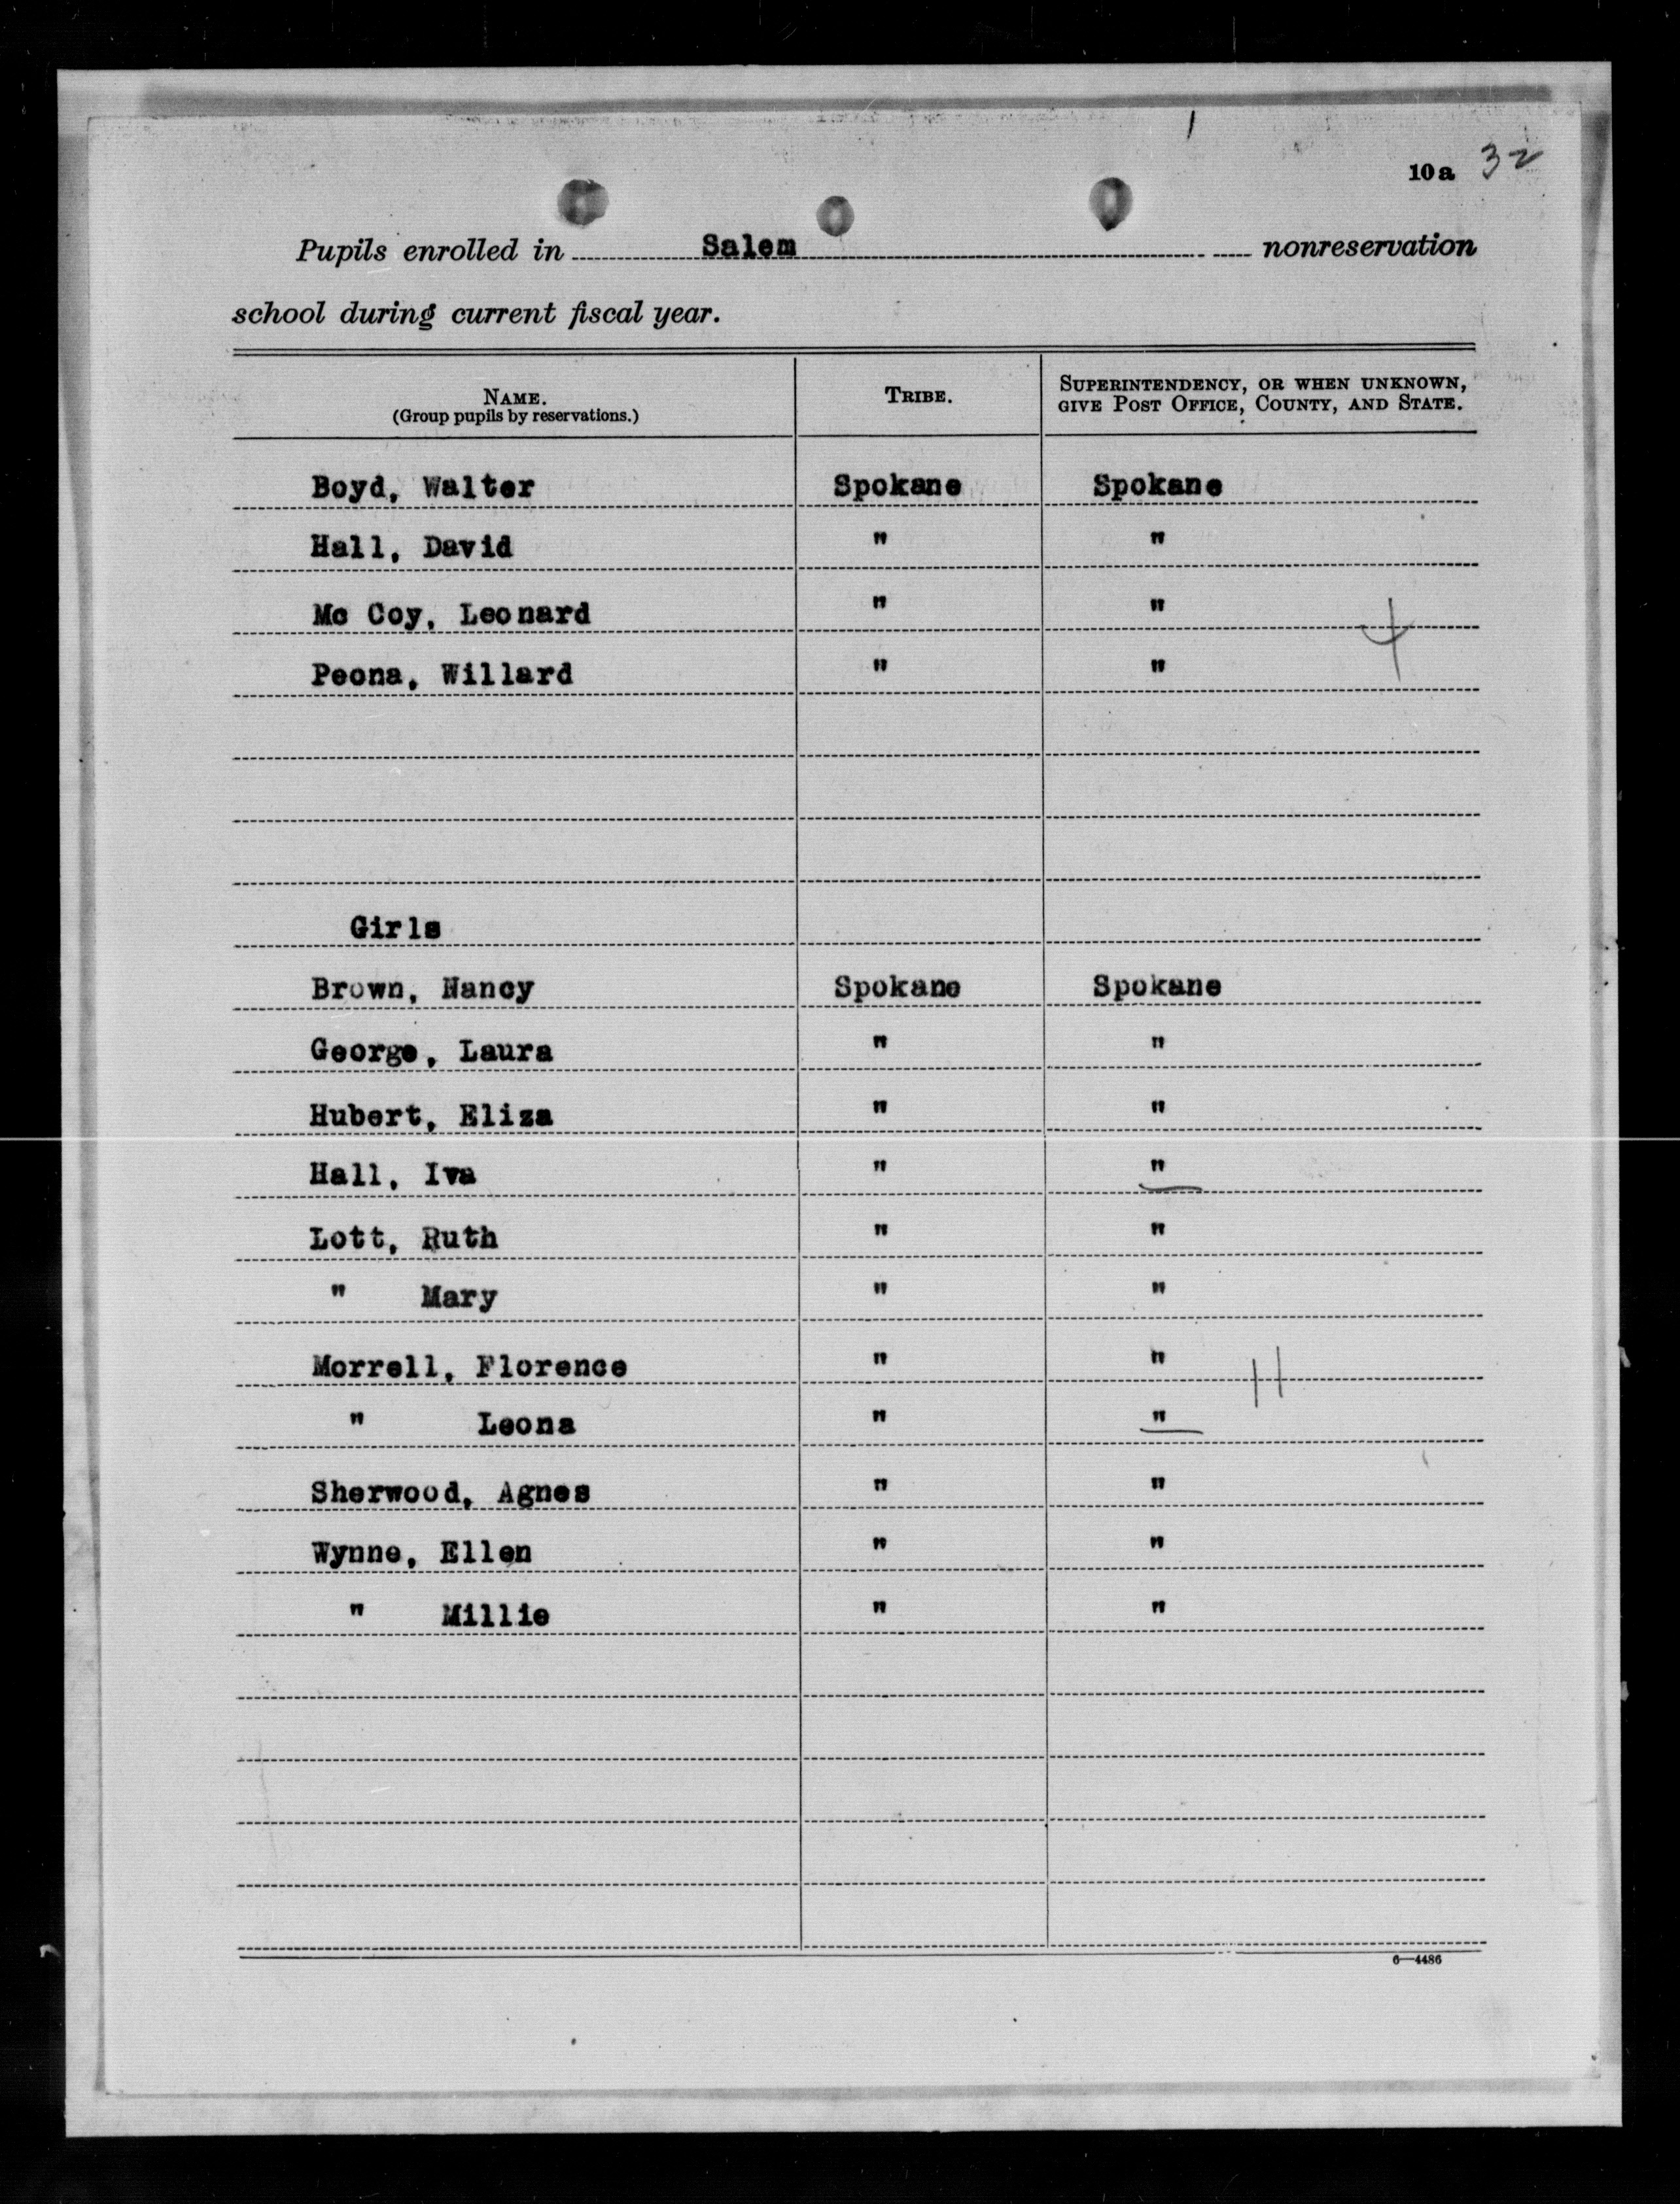 10a 32
Pupils enrolled in Salem nonreservation
school during current fiscal year.
NAME.
(Group pupils by reservations.)
TRIBE.
SUPERINTENDENCY, OR WHEN UNKNOWN,
GIVE POST OFFICE, COUNTY, AND STATE.
Boyd, Walter Spokane Spokane
Hall, David " "
Mc Coy, Leonard " "
4
Peona, Willard " "
Girls
Brown, Nancy Spokane Spokane
George, Laura " "
Hubert, Eliza " "
Hall, Iva " "
Lott, Ruth " "
" Mary " "
Morrell, Florence " " 11
" Leona " "
Sherwood, Agnes " "
Wynne, Ellen " "
" Millie " "
6—4486